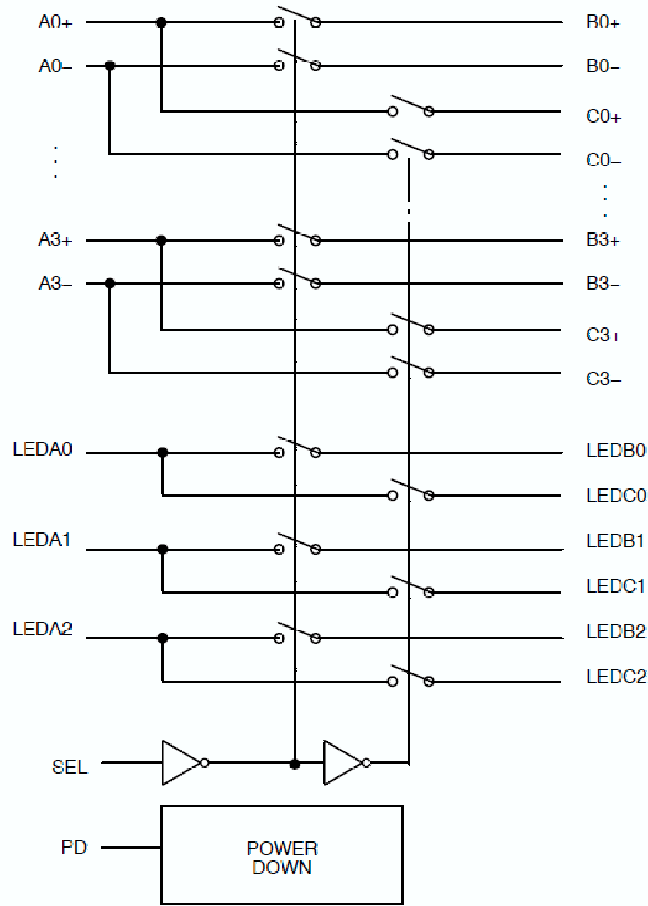 A0+ B0+
A0− B0−
C0+
C0−
A3+ B3+
A3− B3−
C3+
C3−
LEDA0 LEDB0
LEDC0
LEDA1 LEDB1
LEDC1
LEDA2 LEDB2
LEDC2
SEL
PD
POWER
DOWN